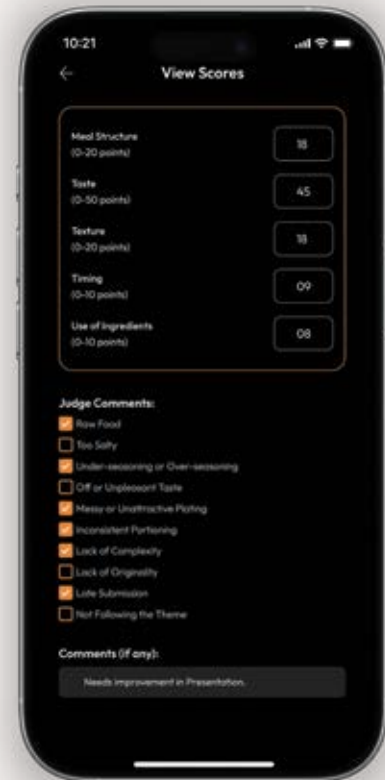 10:21
View Scores
Meal Structure
(0-20 points)
18
Taste
(0-50 points)
45
Texture
(0-20 points)
18
Timing
(0-10 points)
09
Use of Ingredients
(0-10 points)
08
Judge Comments:
Raw Food
Too Salty
Under-seasoning or Over-seasoning
Off or Unpleasant Taste
Messy or Unattractive Plating
Inconsistent Portioning
Lack of Complexity
Lack of Originality
Late Submission
Not Following the Theme
Comments (if any):
Needs improvement in Presentation.